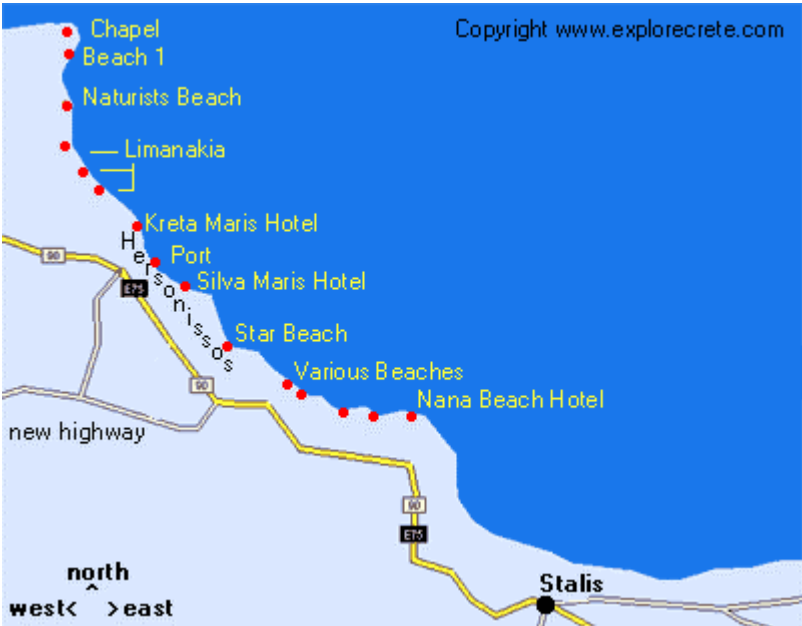 Chapel
Copyright www.explorecrete.com
Beach 1
Naturists Beach
Limanakia
Kreta Maris Hotel
Hersonissos
Port
90
Silva Maris Hotel
E75
Star Beach
Various Beaches
90
Nana Beach Hotel
new highway
90
E75
north
Stalis
west< >east